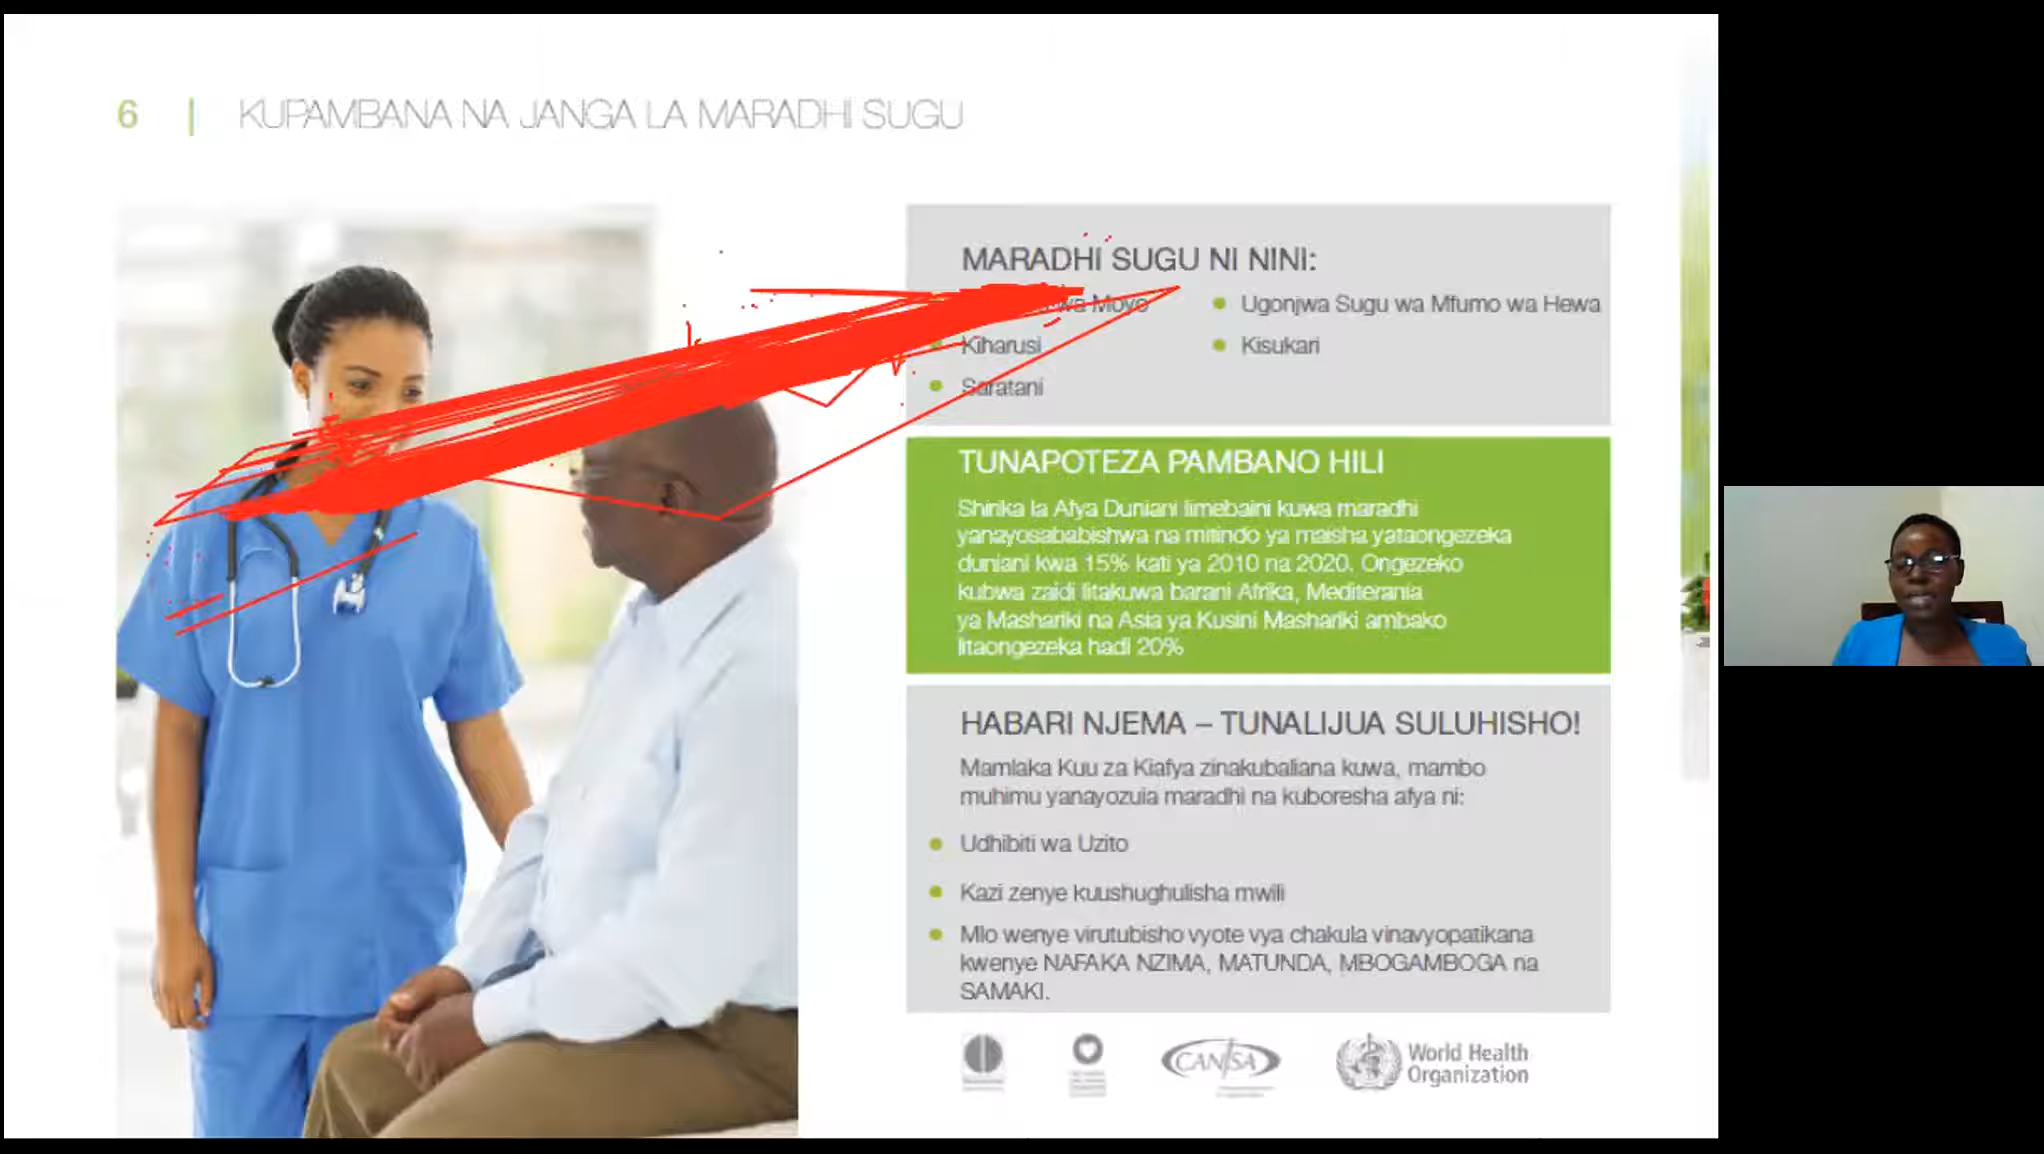 6 | KUPAMBANA NA JANGA LA MARADHI SUGU
MARADHI SUGU NI NINI:
wa Moyo
Kiharusi
Saratani
Ugonjwa Sugu wa Mfumo wa Hewa
Kisukari
TUNAPOTEZA PAMBANO HILI
Shirika la Afya Duniani limebaini kuwa maradhi
yanayosababishwa na mitindo ya maisha yataongezeka
duniani kwa 15% kati ya 2010 na 2020. Ongezeko
kubwa zaidi litakuwa barani Afrika, Mediterania
ya Mashariki na Asia ya Kusini Mashariki ambako
litaongezeka hadi 20%
HABARI NJEMA – TUNALIJUA SULUHISHO!
Mamlaka Kuu za Kiafya zinakubaliana kuwa, mambo
muhimu yanayozuia maradhi na kuboresha afya ni:
Udhibiti wa Uzito
Kazi zenye kuushughulisha mwili
Mlo wenye virutubisho vyote vya chakula vinavyopatikana
kwenye NAFAKA NZIMA, MATUNDA, MBOGAMBOGA na
SAMAKI.
CANSA
World Health
Organization